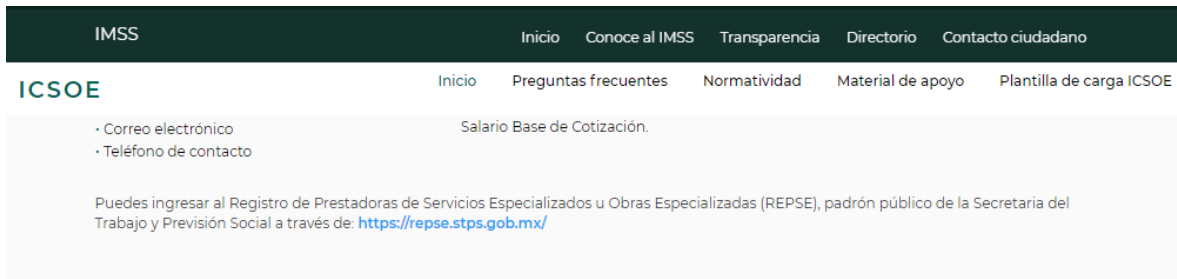 IMSS
Inicio Conoce al IMSS Transparencia Directorio Contacto ciudadano
ICSOE
Inicio Preguntas frecuentes Normatividad Material de apoyo Plantilla de carga ICSOE
· Correo electrónico
· Teléfono de contacto
Salario Base de Cotización.
Puedes ingresar al Registro de Prestadoras de Servicios Especializados u Obras Especializadas (REPSE), padrón público de la Secretaria del
Trabajo y Previsión Social a través de: https://repse.stps.gob.mx/